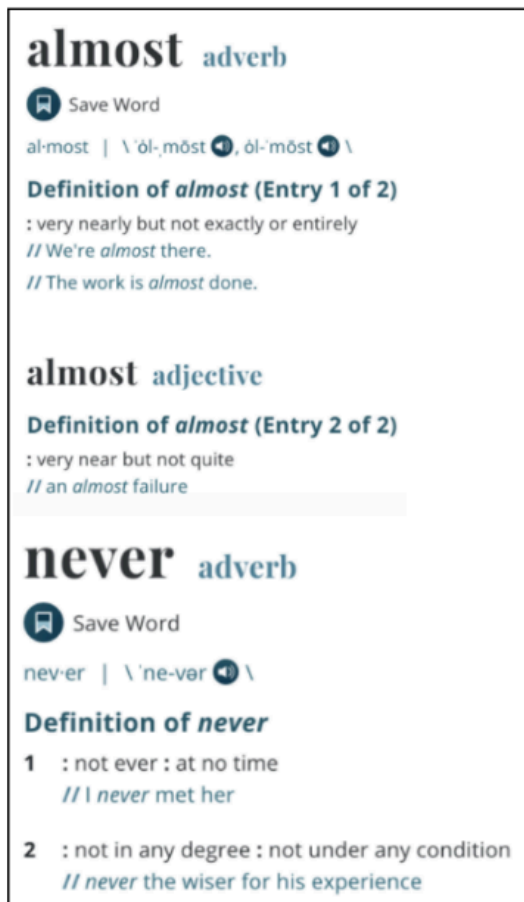 almost adverb
Save Word
al·most | \ ˈȯl-ˌmōst , ȯl-ˈmōst \
Definition of almost (Entry 1 of 2)
: very nearly but not exactly or entirely
// We're almost there.
// The work is almost done.
almost adjective
Definition of almost (Entry 2 of 2)
: very near but not quite
// an almost failure
never adverb
Save Word
nev·er | \ ˈne-vər \
Definition of never
1 : not ever : at no time
// I never met her
2 : not in any degree : not under any condition
// never the wiser for his experience